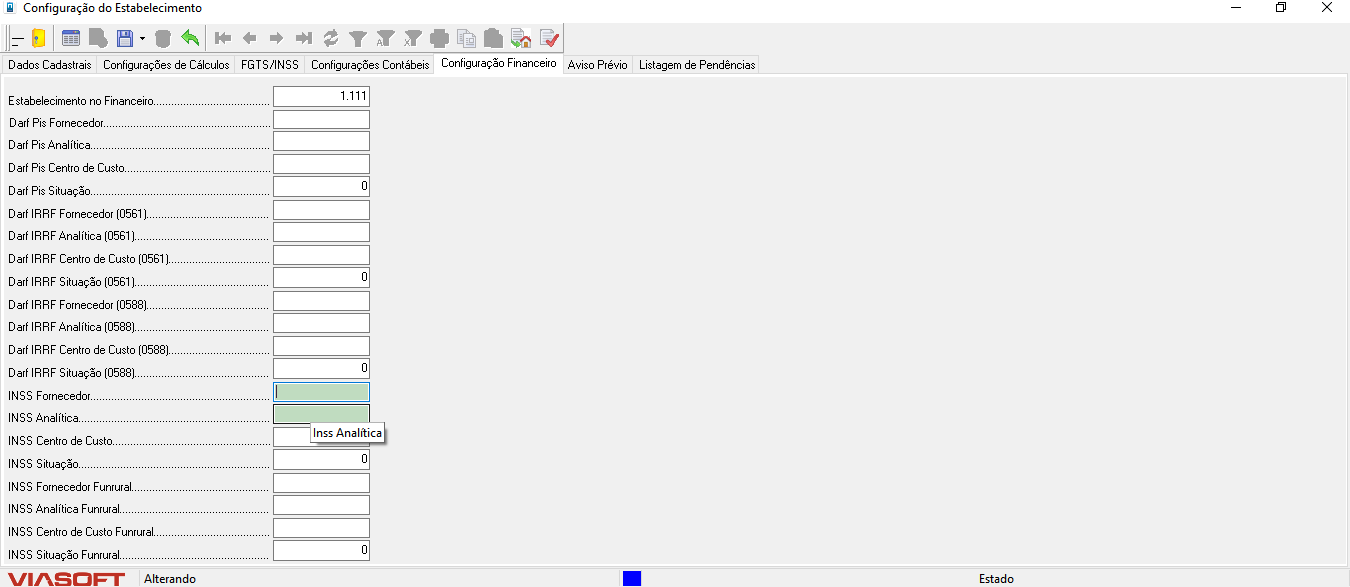 Configuração do Estabelecimento
Dados Cadastrais Configurações de Cálculos FGTS/INSS Configurações Contábeis Configuração Financeiro Aviso Prévio Listagem de Pendências
Estabelecimento no Financeiro 1.111
Darf Pis Fornecedor
Darf Pis Analítica
Darf Pis Centro de Custo
Darf Pis Situação 0
Darf IRRF Fornecedor (0561)
Darf IRRF Analítica (0561)
Darf IRRF Centro de Custo (0561)
Darf IRRF Situação (0561) 0
Darf IRRF Fornecedor (0588)
Darf IRRF Analítica (0588)
Darf IRRF Centro de Custo (0588)
Darf IRRF Situação (0588) 0
INSS Fornecedor
INSS Analítica
Inss Analítica
INSS Centro de Custo
INSS Situação 0
INSS Fornecedor Funrural
INSS Analítica Funrural
INSS Centro de Custo Funrural
INSS Situação Funrural 0
VIASOFT Alterando Estado